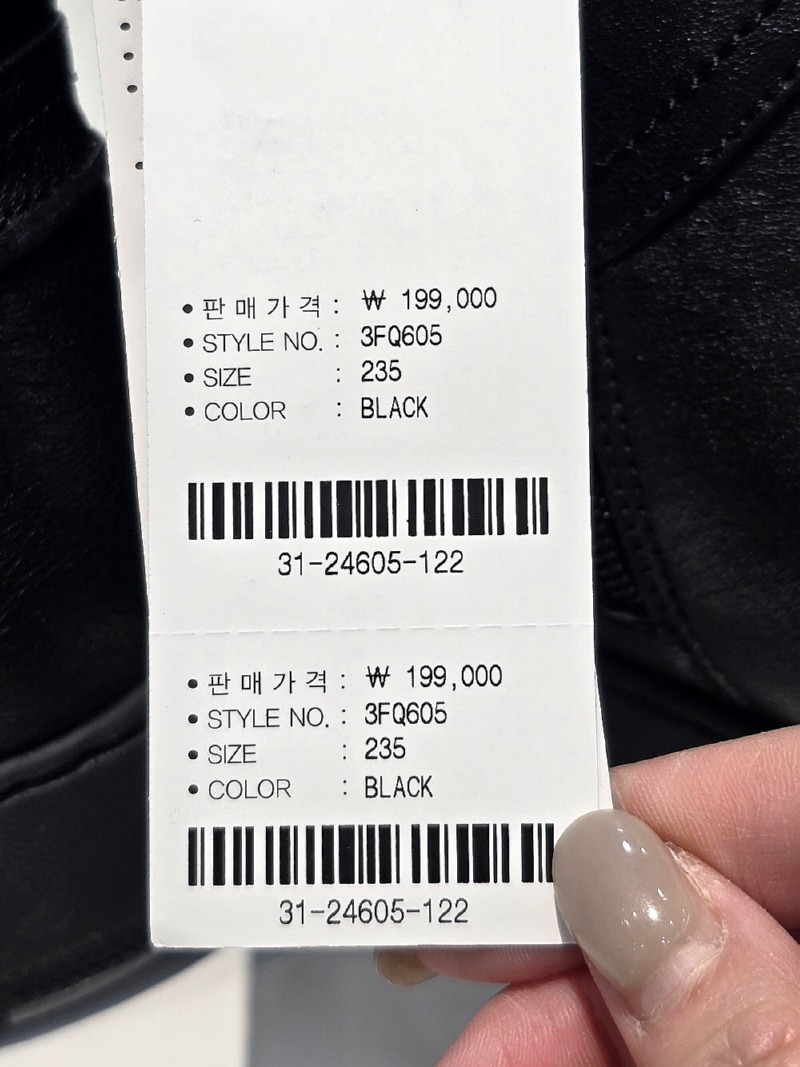 • 판 매 가 격 : ₩ 199,000
• STYLE NO. : 3FQ605
• SIZE : 235
• COLOR : BLACK
31-24605-122
• 판 매 가 격 : ₩ 199,000
• STYLE NO. : 3FQ605
• SIZE : 235
• COLOR : BLACK
31-24605-122